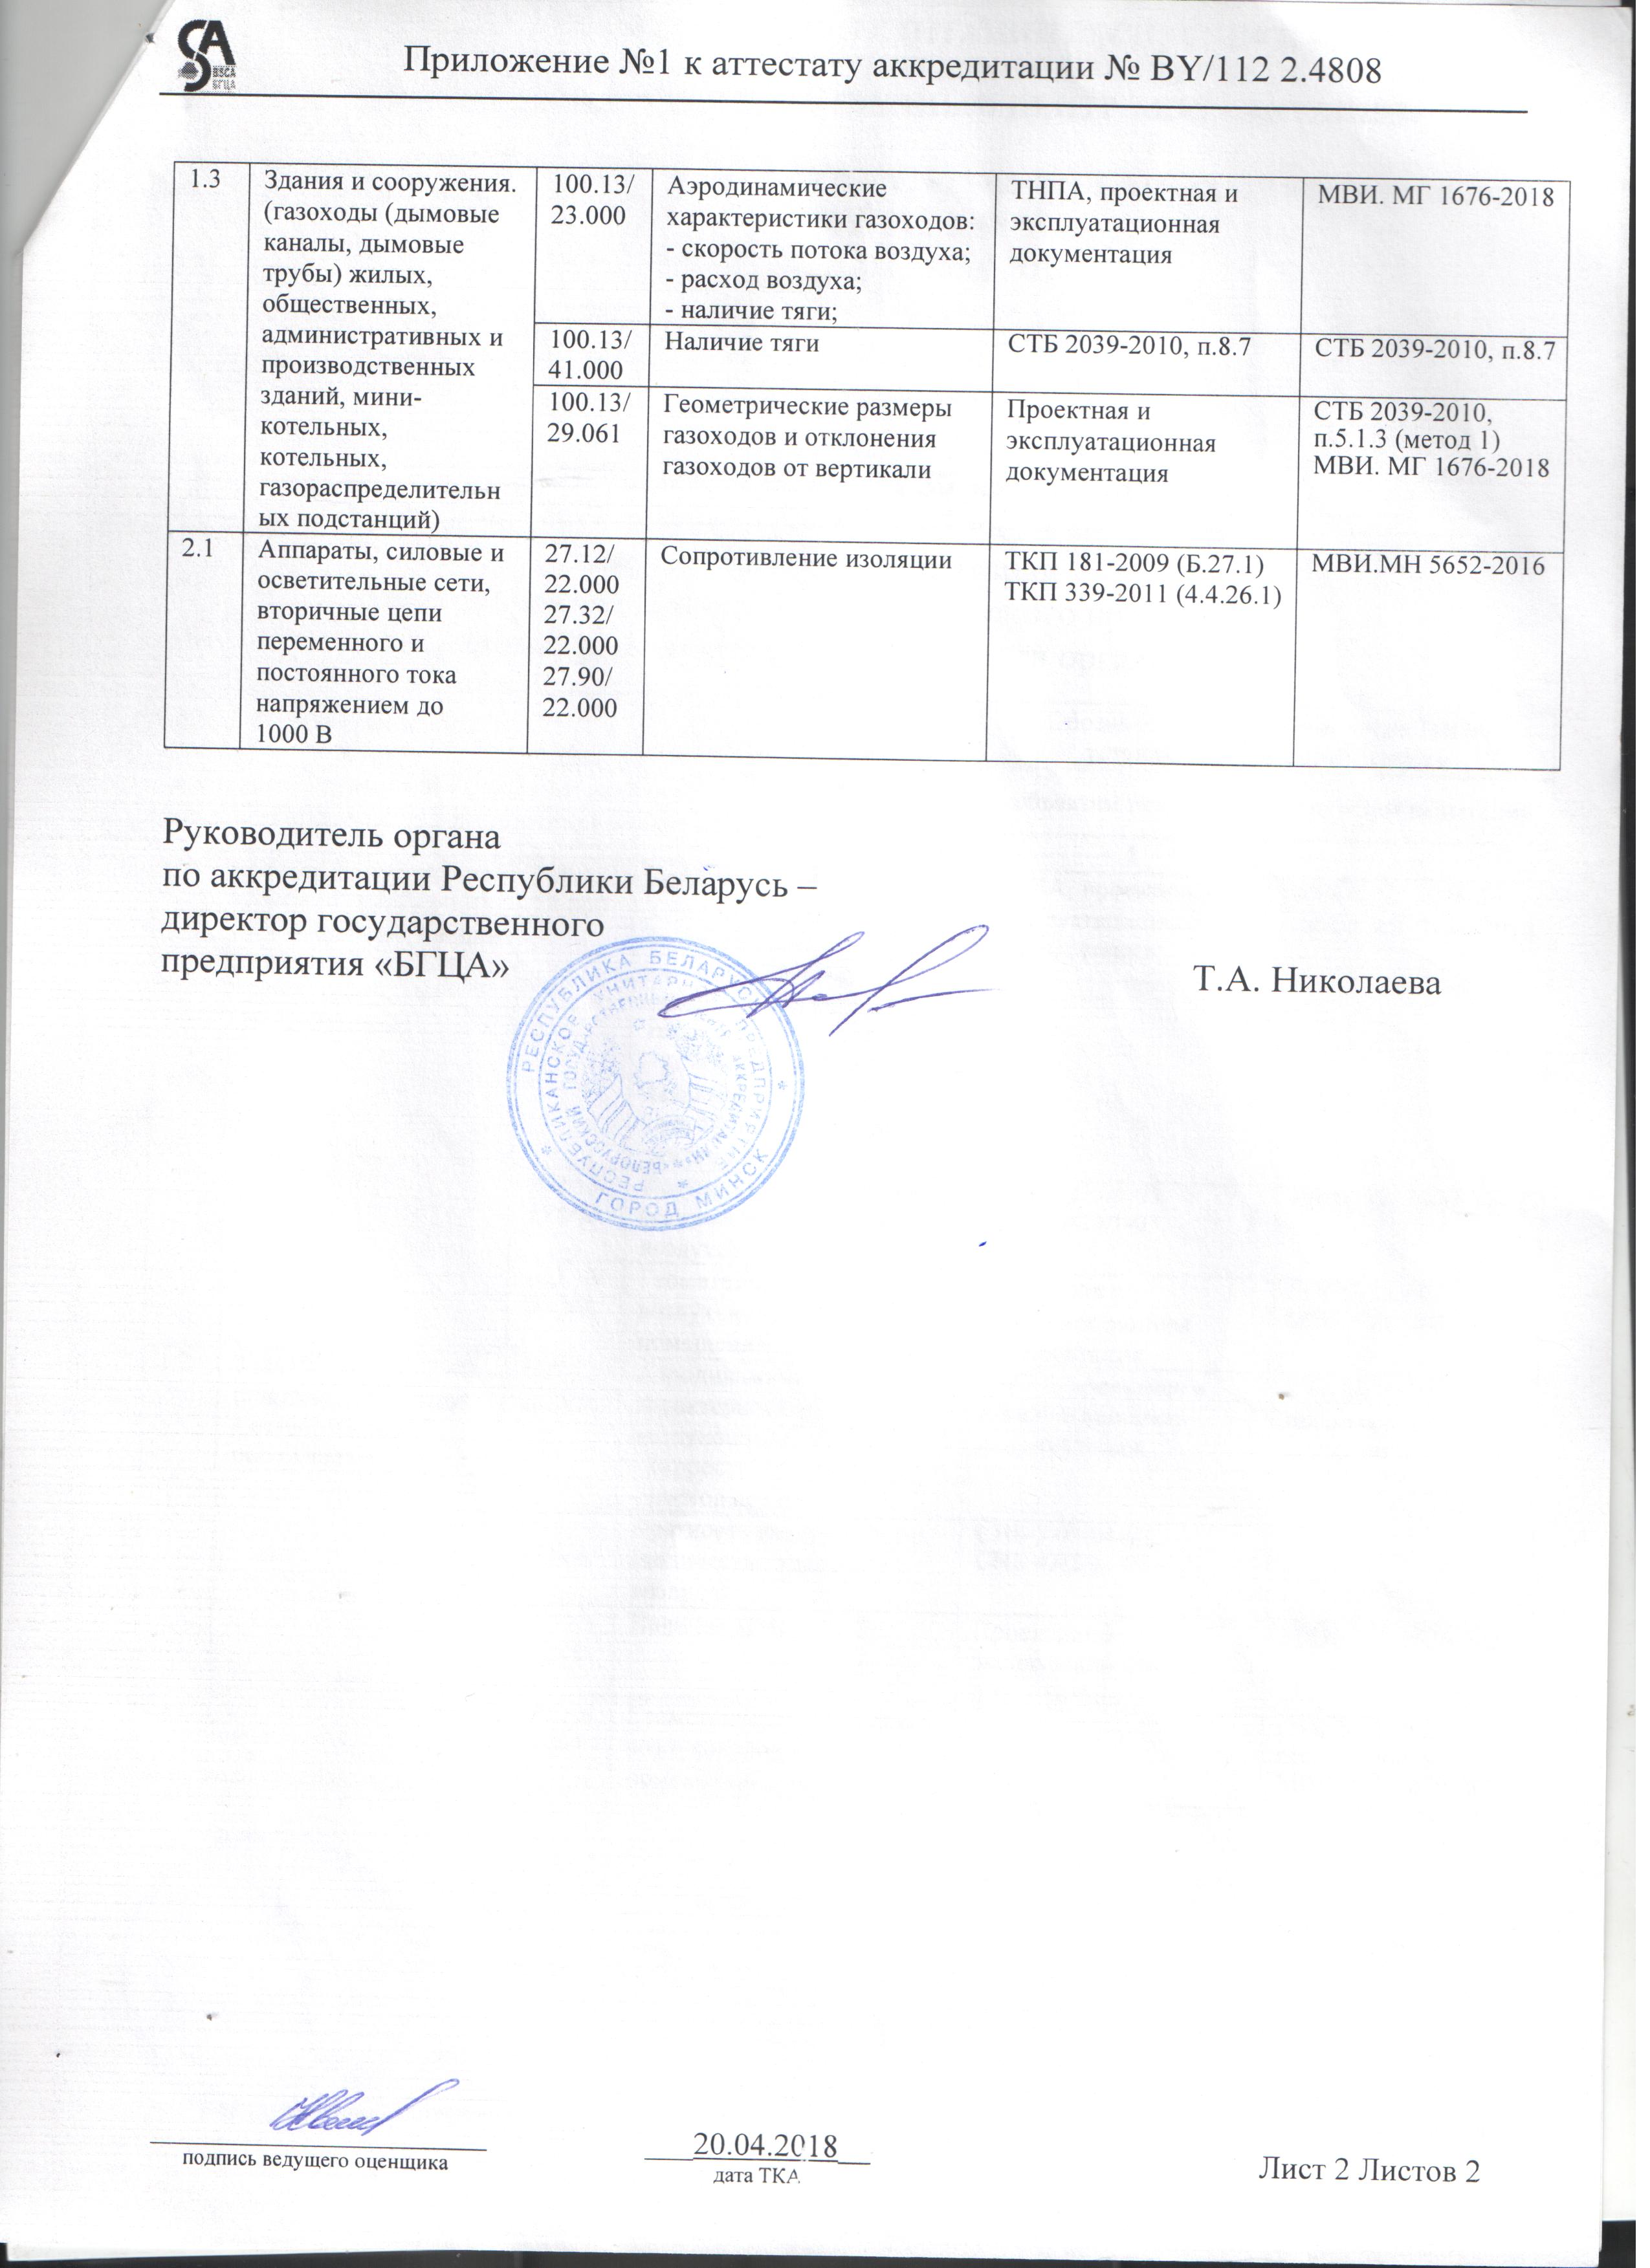 BSCA
БГЦА
Приложение №1 к аттестату аккредитации № BY/112 2.4808
1.3
Здания и сооружения.
(газоходы (дымовые
каналы, дымовые
трубы) жилых,
общественных,
административных и
производственных
зданий, мини-
котельных,
котельных,
газораспределительн
ых подстанций)
100.13/
23.000
Аэродинамические
характеристики газоходов:
- скорость потока воздуха;
- расход воздуха;
- наличие тяги;
ТНПА, проектная и
эксплуатационная
документация
МВИ. МГ 1676-2018
100.13/
41.000
Наличие тяги
СТБ 2039-2010, п.8.7
СТБ 2039-2010, п.8.7
100.13/
29.061
Геометрические размеры
газоходов и отклонения
газоходов от вертикали
Проектная и
эксплуатационная
документация
СТБ 2039-2010,
п.5.1.3 (метод 1)
МВИ. МГ 1676-2018
2.1
Аппараты, силовые и
осветительные сети,
вторичные цепи
переменного и
постоянного тока
напряжением до
1000 В
27.12/
22.000
27.32/
22.000
27.90/
22.000
Сопротивление изоляции
ТКП 181-2009 (Б.27.1)
ТКП 339-2011 (4.4.26.1)
МВИ.МН 5652-2016
Руководитель органа
по аккредитации Республики Беларусь –
директор государственного
предприятия «БГЦА»
Т.А. Николаева
РЕСПУБЛИКА БЕЛАРУСЬ
ГОРОД МИНСК
РЕСПУБЛИКАНСКОЕ УНИТАРНОЕ ПРЕДПРИЯТИЕ
«БЕЛОРУССКИЙ ГОСУДАРСТВЕННЫЙ АККРЕДИТАЦИИ»
подпись ведущего оценщика
20.04.2018
дата ТКА
Лист 2 Листов 2